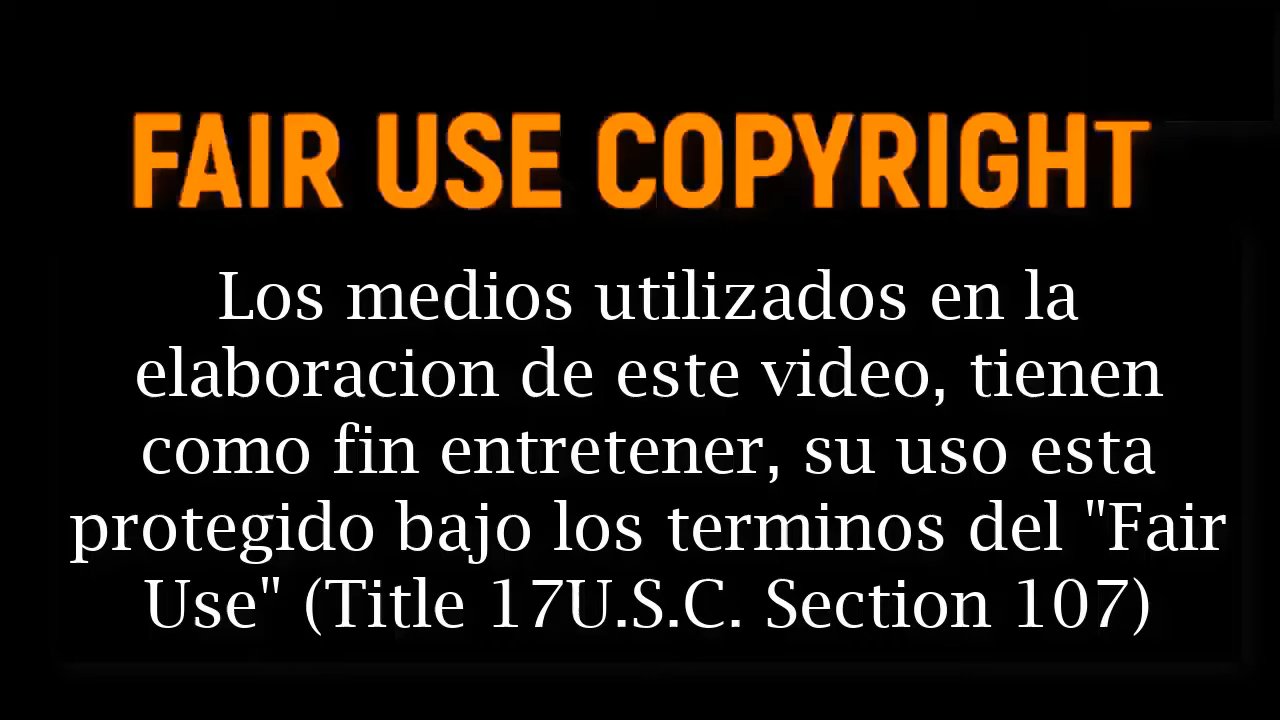 FAIR USE COPYRIGHT
Los medios utilizados en la
elaboracion de este video, tienen
como fin entretener, su uso esta
protegido bajo los terminos del "Fair
Use" (Title 17U.S.C. Section 107)